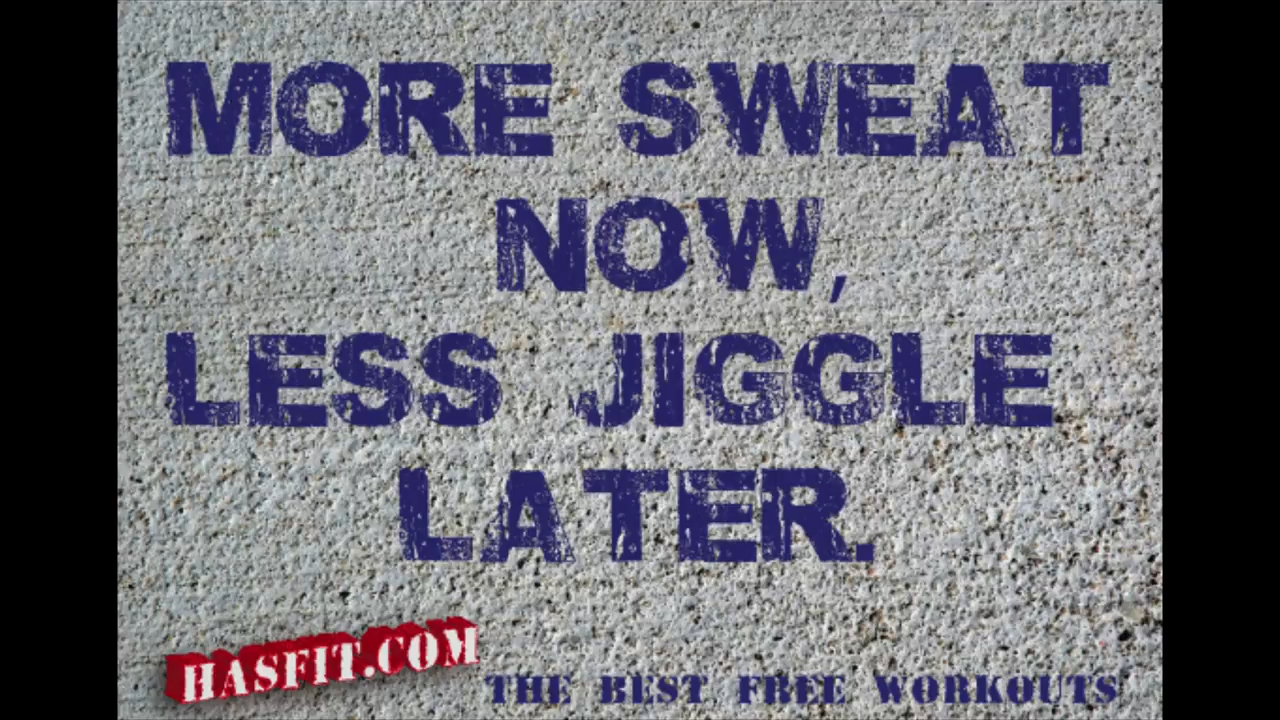 MORE SWEAT
NOW,
LESS JIGGLE
LATER.
HASFIT.COM
THE BEST FREE WORKOUTS